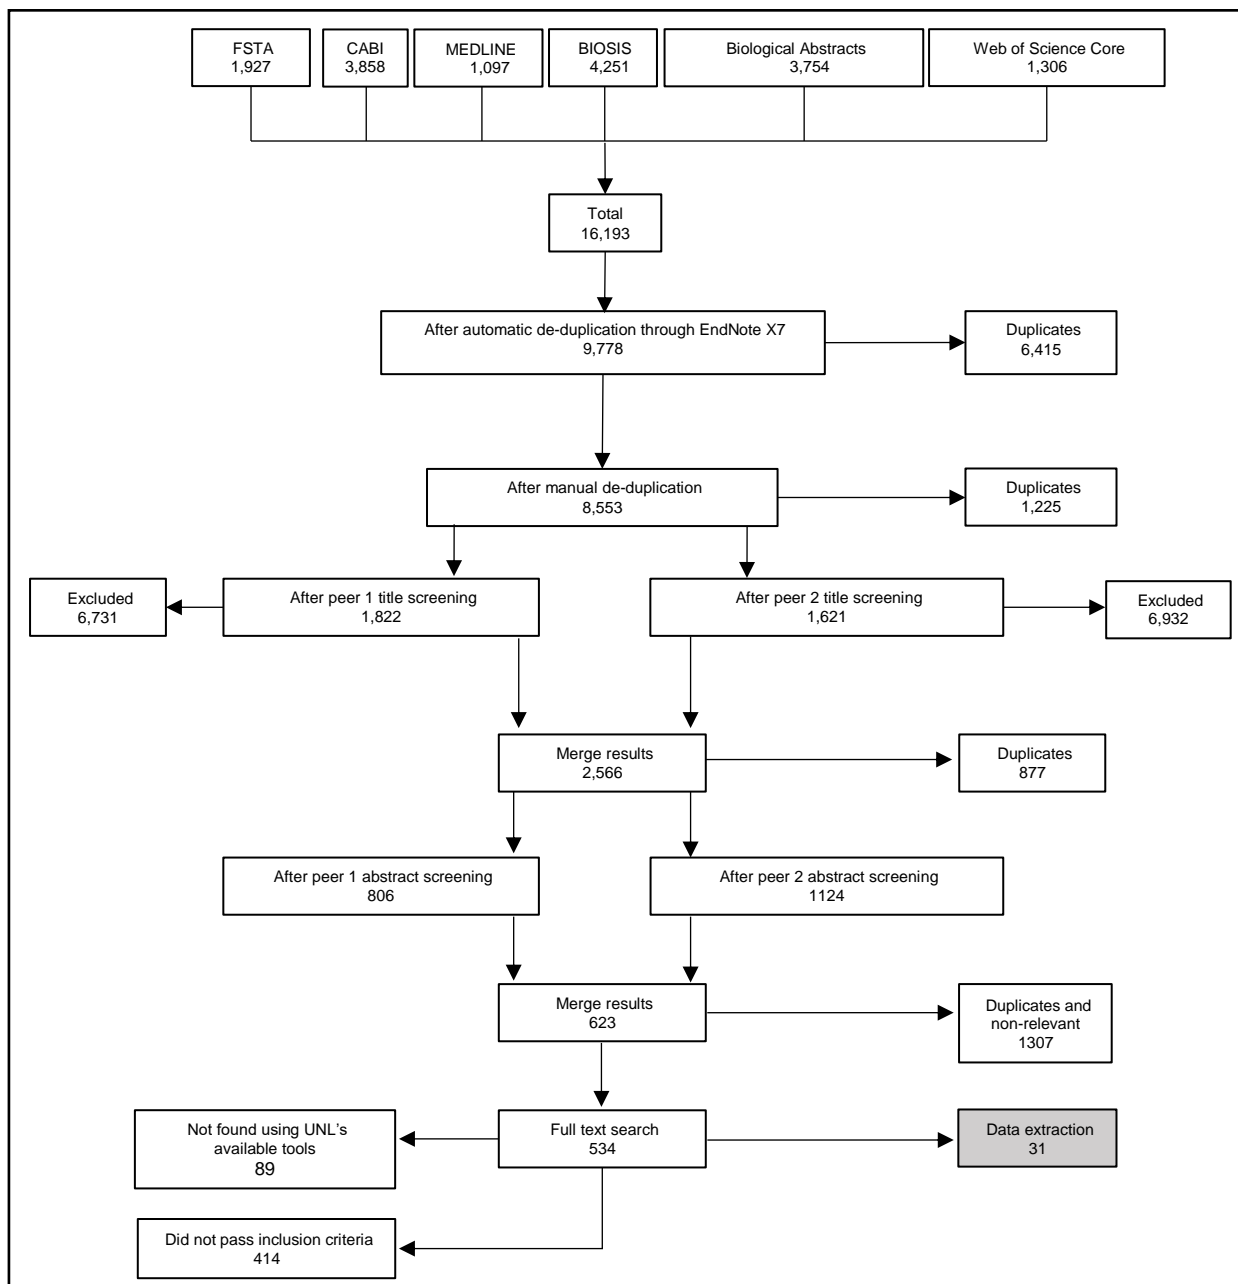 FSTA
1,927
CABI
3,858
MEDLINE
1,097
BIOSIS
4,251
Biological Abstracts
3,754
Web of Science Core
1,306
Total
16,193
After automatic de-duplication through EndNote X7
9,778
Duplicates
6,415
After manual de-duplication
8,553
Duplicates
1,225
Excluded
6,731
After peer 1 title screening
1,822
After peer 2 title screening
1,621
Excluded
6,932
Merge results
2,566
Duplicates
877
After peer 1 abstract screening
806
After peer 2 abstract screening
1124
Merge results
623
Duplicates and
non-relevant
1307
Not found using UNL's
available tools
89
Full text search
534
Data extraction
31
Did not pass inclusion criteria
414